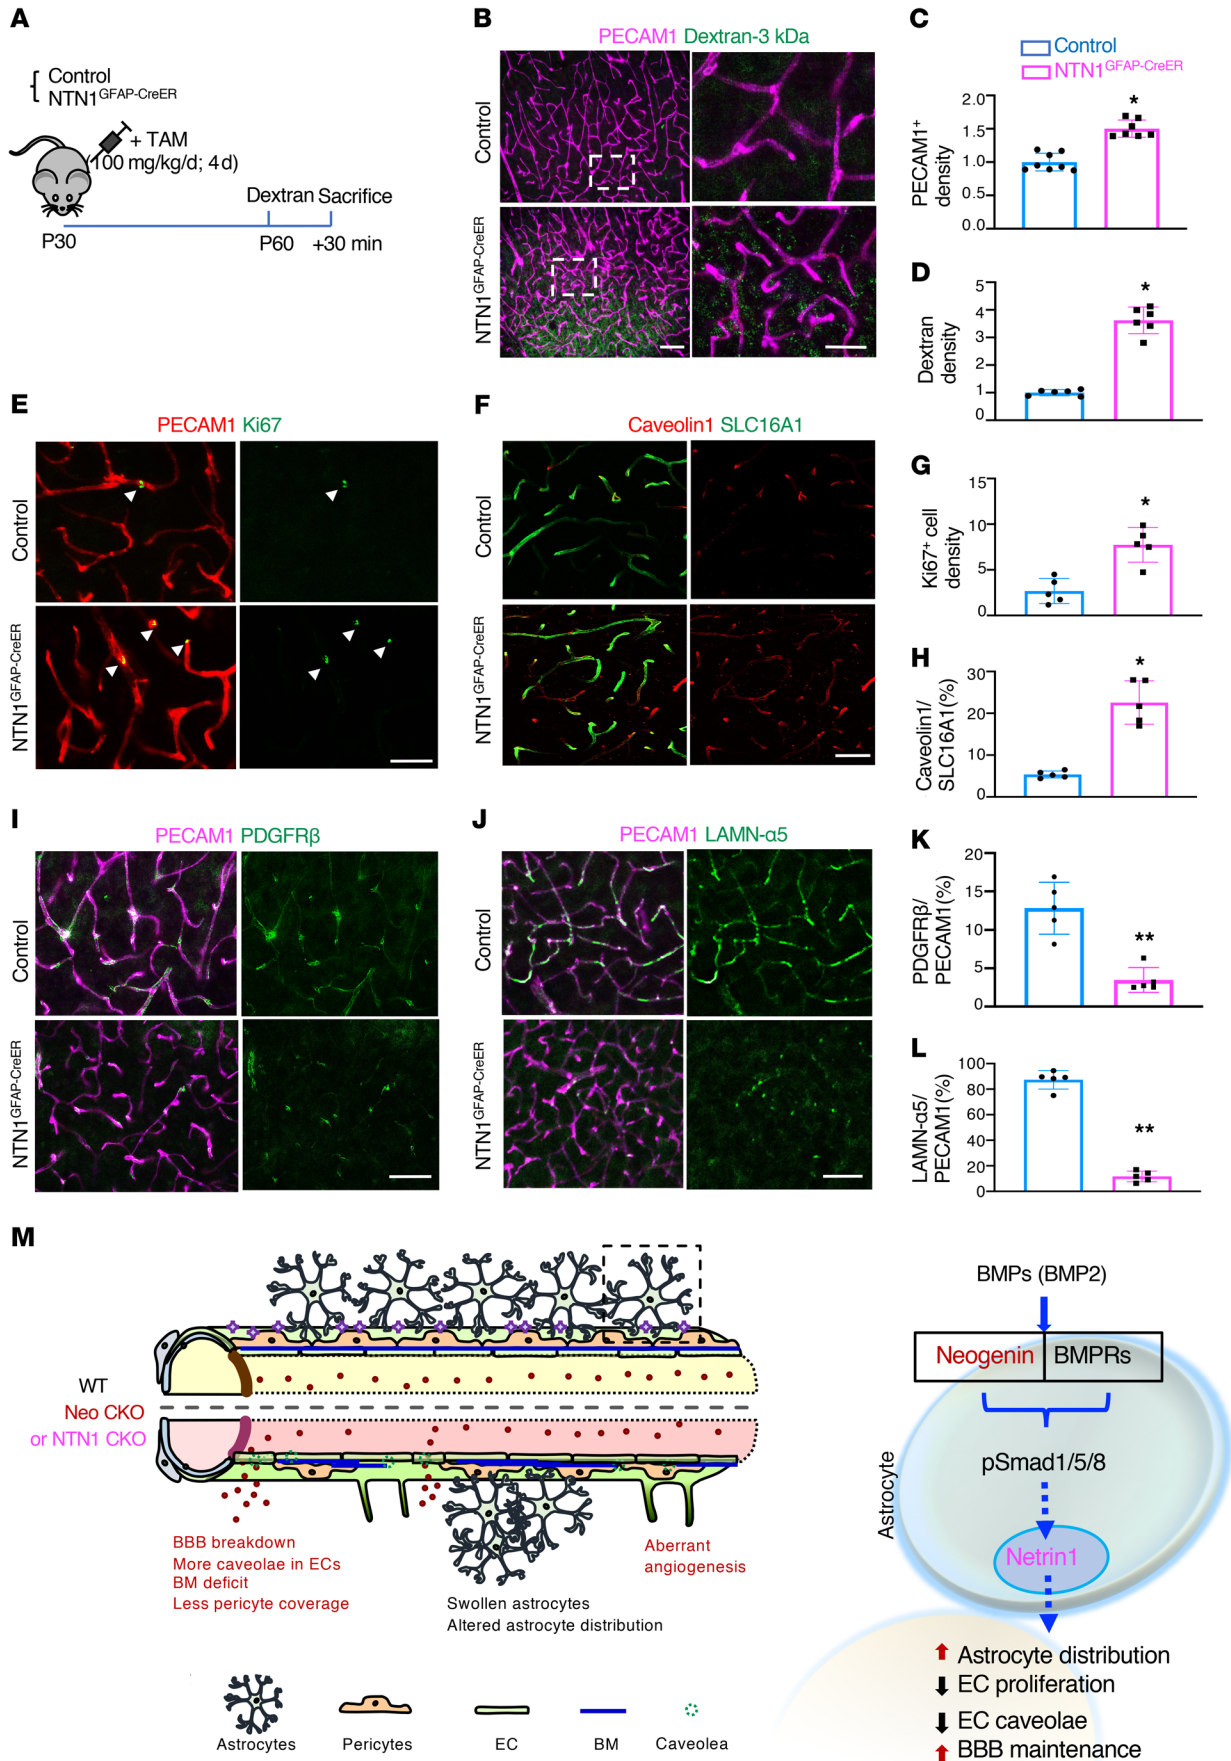 A
Control
NTN1GFAP-CreER
+ TAM
(100 mg/kg/d; 4 d)
Dextran Sacrifice
P30
P60
+30 min
B
PECAM1 Dextran-3 kDa
Control
NTN1GFAP-CreER
C
Control
NTN1GFAP-CreER
PECAM1+
density
2.0
1.5
1.0
0.5
0.0
*
D
Dextran
density
5
4
3
2
1
0
*
E
PECAM1 Ki67
Control
NTN1GFAP-CreER
F
Caveolin1 SLC16A1
Control
NTN1GFAP-CreER
G
Ki67+ cell
density
15
10
5
0
*
H
Caveolin1/
SLC16A1(%)
30
20
10
0
*
I
PECAM1 PDGFRβ
Control
NTN1GFAP-CreER
J
PECAM1 LAMN-α5
Control
NTN1GFAP-CreER
K
PDGFRβ/
PECAM1(%)
20
15
10
5
0
**
L
LAMN-α5/
PECAM1(%)
100
80
60
40
20
0
**
M
WT
Neo CKO
or NTN1 CKO
BBB breakdown
More caveolae in ECs
BM deficit
Less pericyte coverage
Swollen astrocytes
Altered astrocyte distribution
Aberrant
angiogenesis
Astrocytes
Pericytes
EC
BM
Caveolea
BMPs (BMP2)
Neogenin
BMPRs
pSmad1/5/8
Astrocyte
Netrin1
Astrocyte distribution
EC proliferation
EC caveolae
BBB maintenance